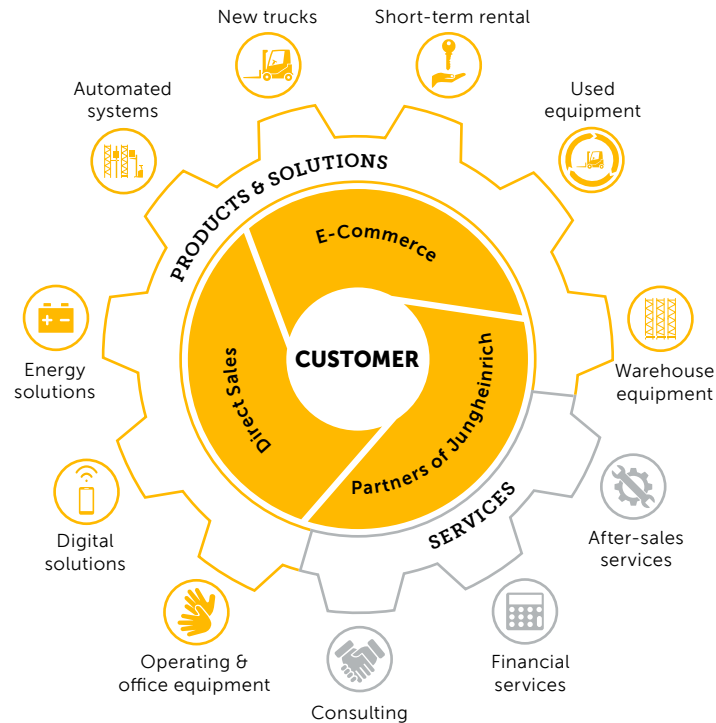 New trucks
Short-term rental
Automated
systems
Used
equipment
PRODUCTS & SOLUTIONS
E-Commerce
Energy
solutions
Direct Sales
CUSTOMER
Partners of Jungheinrich
Warehouse
equipment
SERVICES
Digital
solutions
After-sales
services
Operating &
office equipment
Financial
services
Consulting